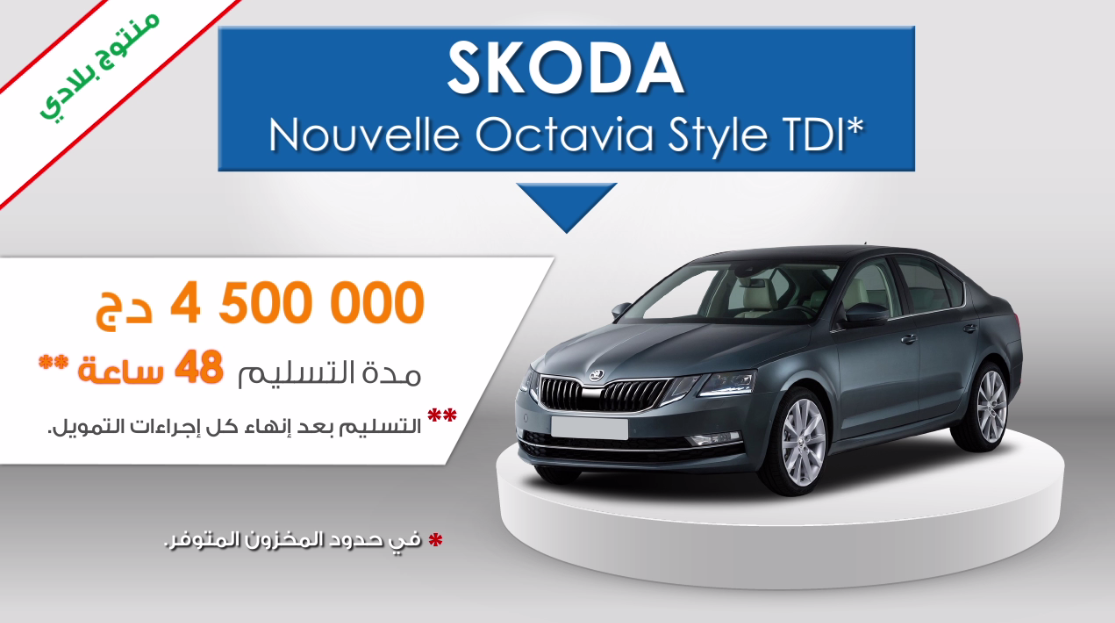 منتوج بلادي
SKODA
Nouvelle Octavia Style TDI*
4 500 000 دج
مدة التسليم 48 ساعة **
** التسليم بعد إنهاء كل إجراءات التمويل.
* في حدود المخزون المتوفر.